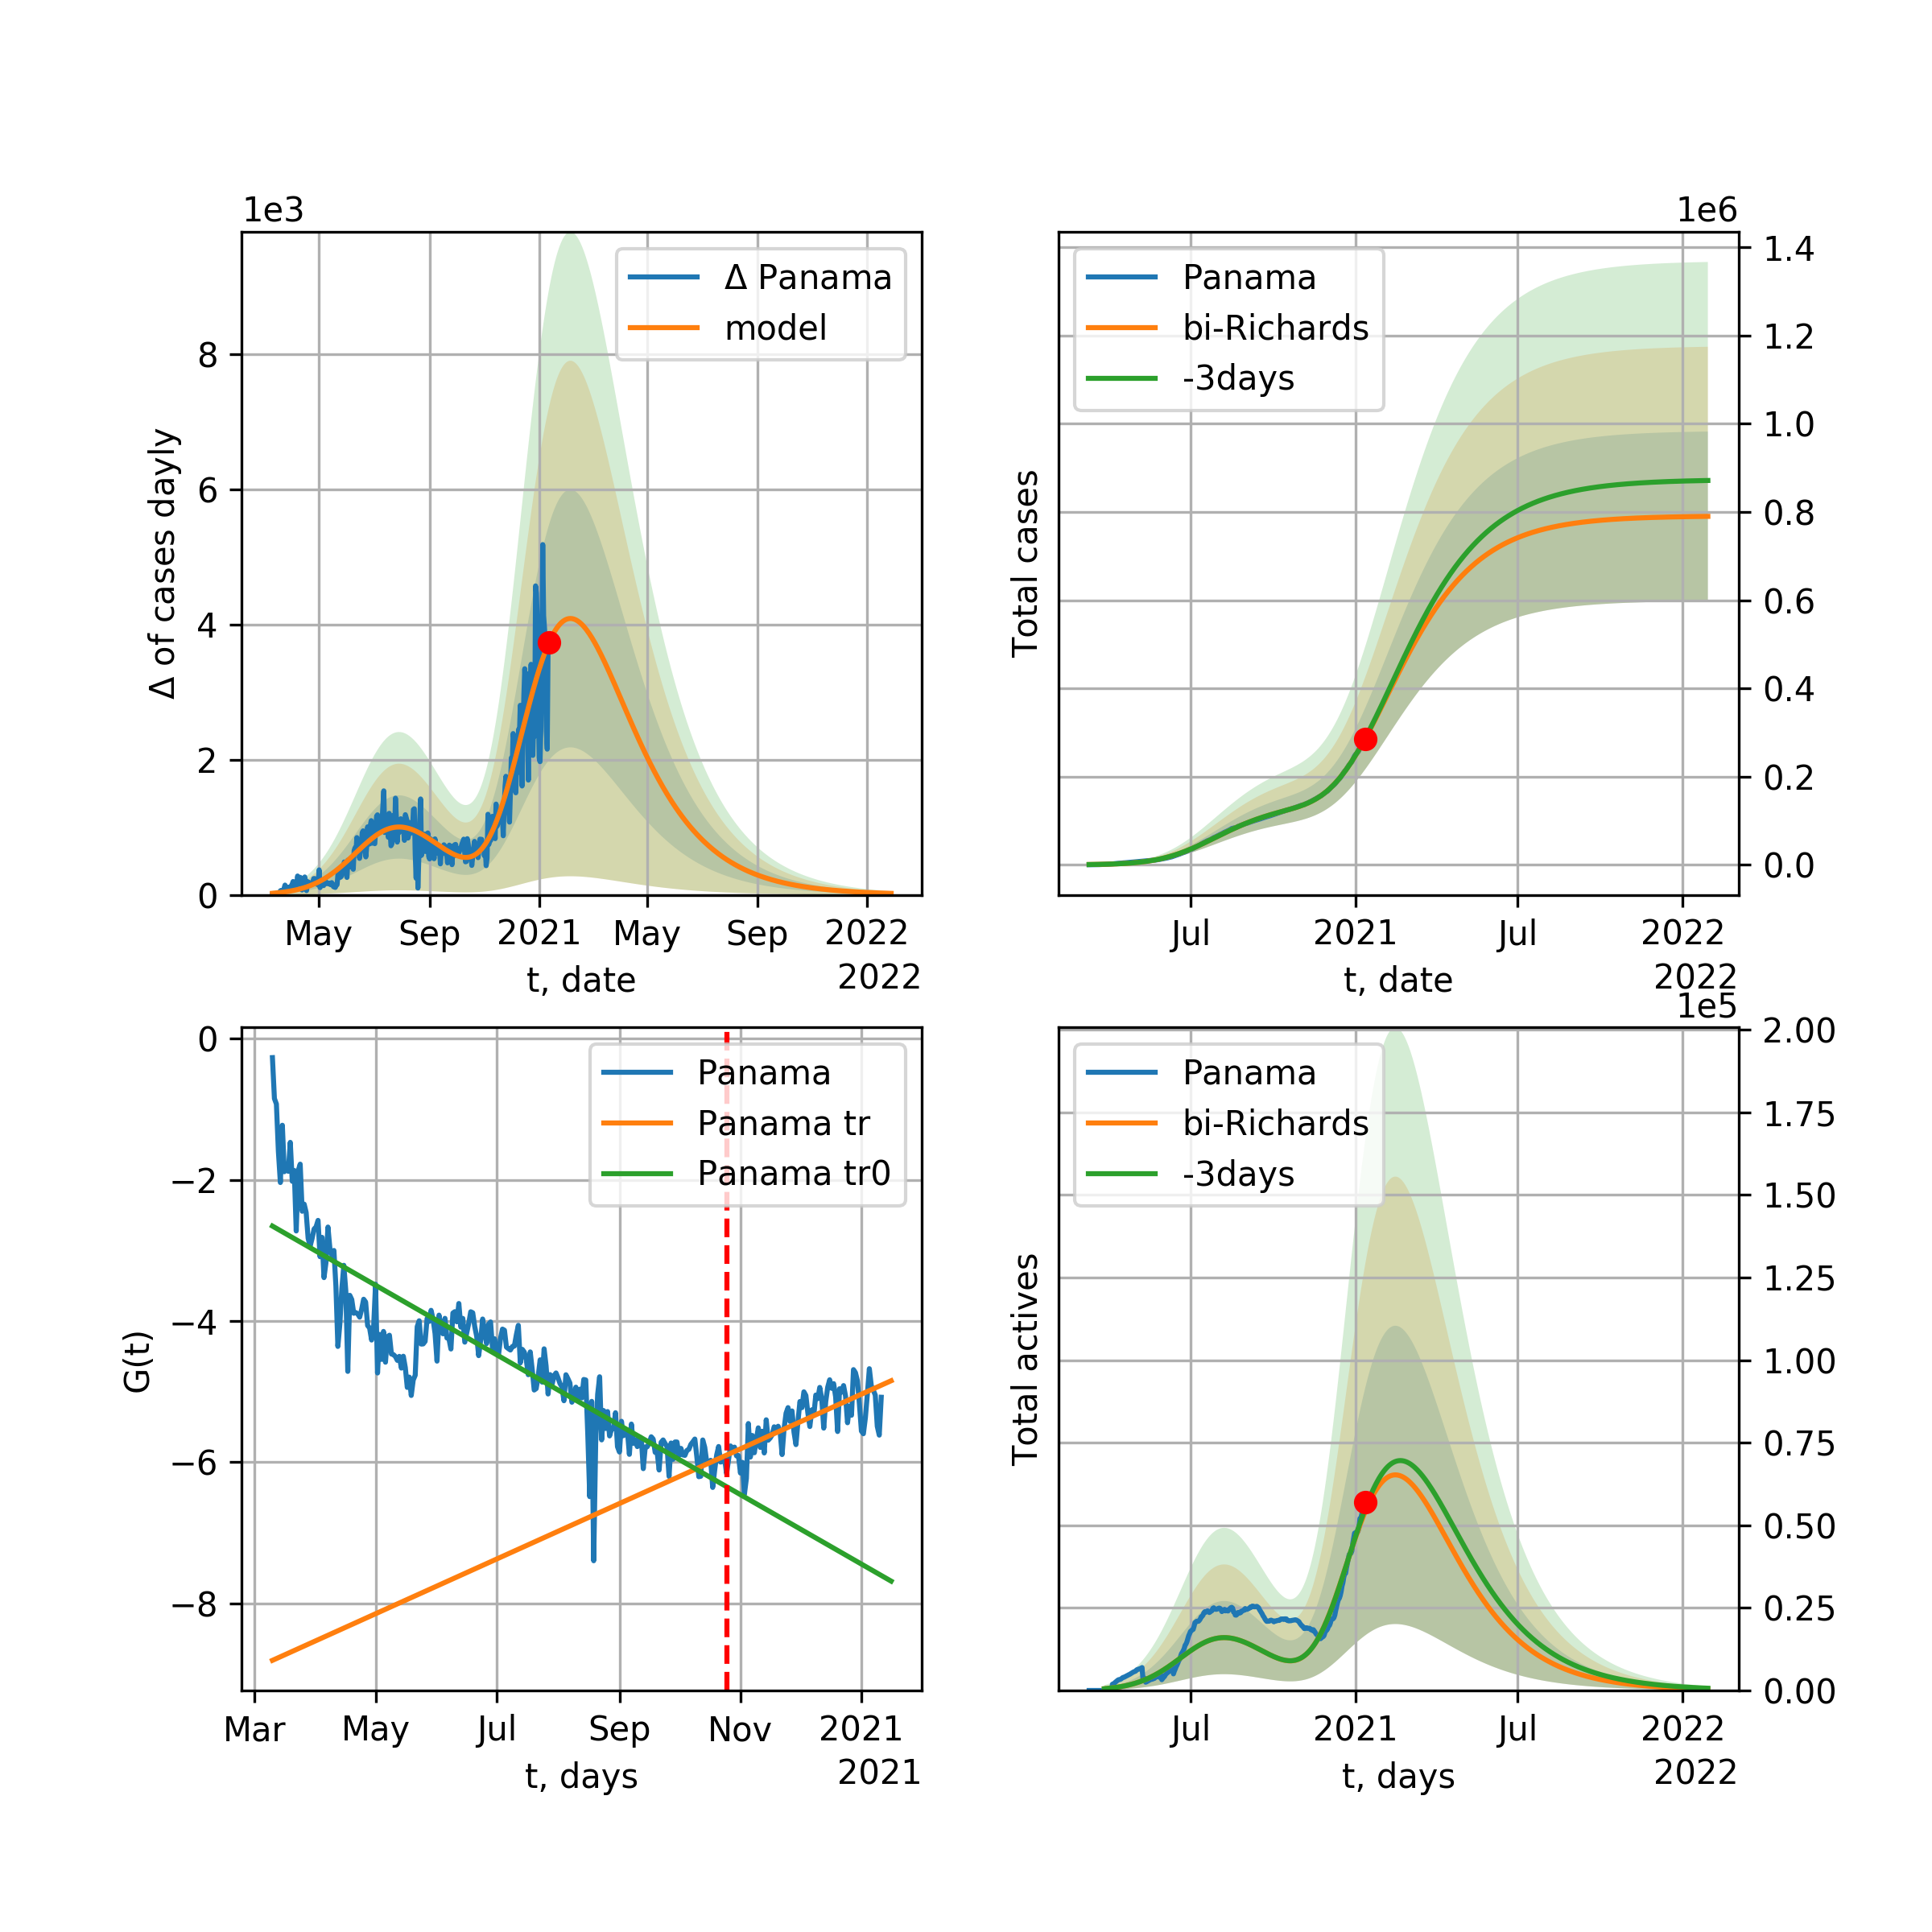 1e3
Δ of cases dayly
8
6
4
2
0
Δ Panama
model
May Sep 2021 May Sep 2022
t, date 2022
1e6
Total cases
Panama
bi-Richards
-3days
1.4
1.2
1.0
0.8
0.6
0.4
0.2
0.0
Jul 2021 Jul 2022
t, date 2022
G(t)
0
−2
−4
−6
−8
Panama
Panama tr
Panama tr0
Mar May Jul Sep Nov 2021
t, days 2021
1e5
Total actives
Panama
bi-Richards
-3days
2.00
1.75
1.50
1.25
1.00
0.75
0.50
0.25
0.00
Jul 2021 Jul 2022
t, days 2022